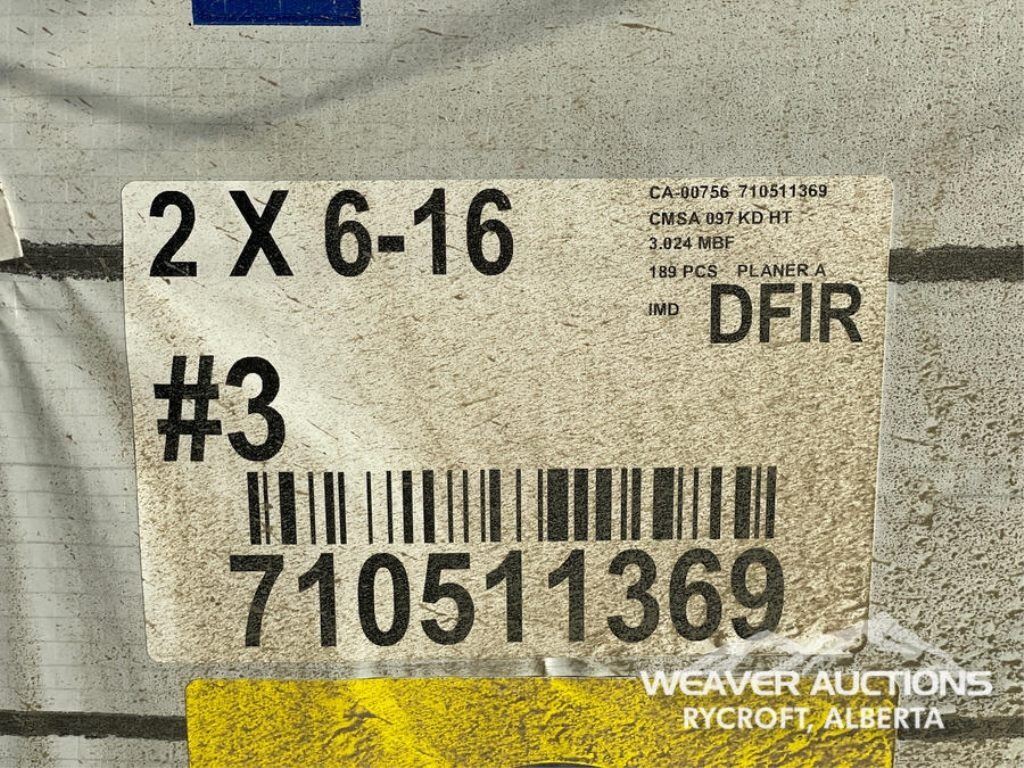 2 X 6-16
CA-00756 710511369
CMSA 097 KD HT
3.024 MBF
189 PCS PLANER A
IMD DFIR
#3
710511369
WEAVER AUCTIONS
RYCROFT, ALBERTA